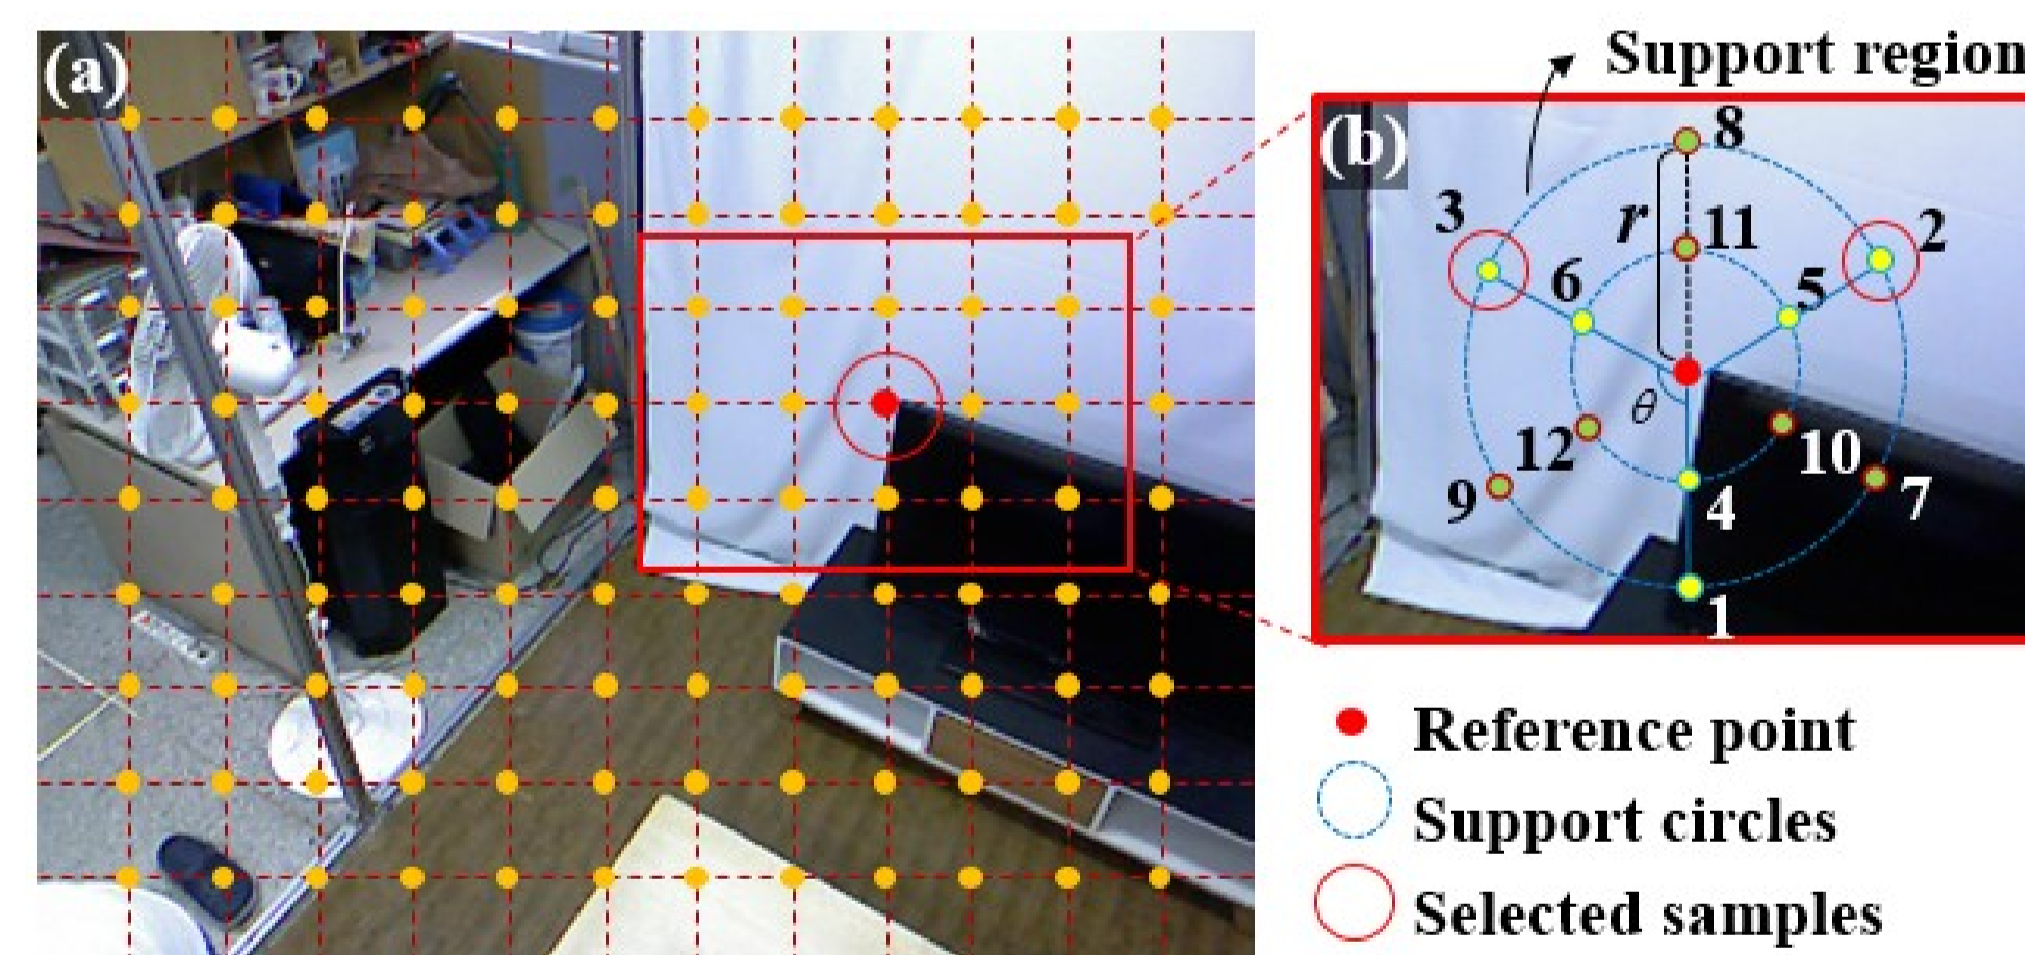 (a)
Support region
(b)
8
3
r
11
2
6
5
θ
12
10
9
4
7
1
Reference point
Support circles
Selected samples